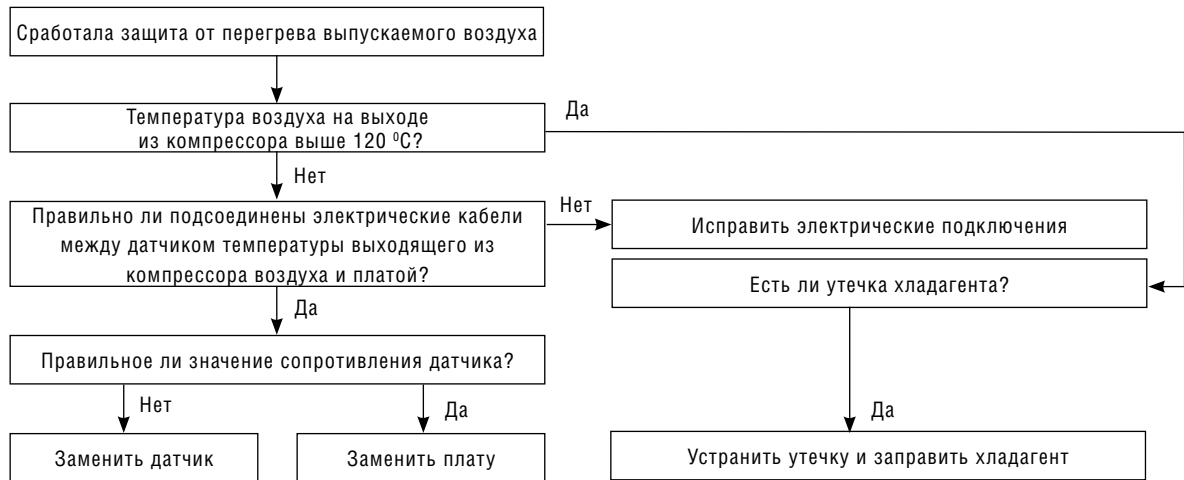 Сработала защита от перегрева выпускаемого воздуха
Температура воздуха на выходе
из компрессора выше 120 ⁰С?
Да
Нет
Правильно ли подсоединены электрические кабели
между датчиком температуры выходящего из
компрессора воздуха и платой?
Нет
Исправить электрические подключения
Есть ли утечка хладагента?
Да
Правильное ли значение сопротивления датчика?
Нет
Да
Да
Заменить датчик
Заменить плату
Устранить утечку и заправить хладагент